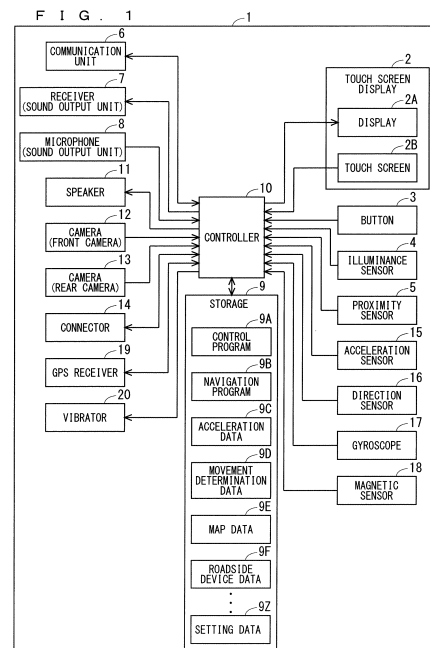 FIG. 1
1
6
COMMUNICATION
UNIT
7
RECEIVER
(SOUND OUTPUT UNIT)
8
MICROPHONE
(SOUND OUTPUT UNIT)
11
SPEAKER
12
CAMERA
(FRONT CAMERA)
13
CAMERA
(REAR CAMERA)
14
CONNECTOR
19
GPS RECEIVER
20
VIBRATOR
10
CONTROLLER
9
STORAGE
9A
CONTROL
PROGRAM
9B
NAVIGATION
PROGRAM
9C
ACCELERATION
DATA
9D
MOVEMENT
DETERMINATION
DATA
9E
MAP DATA
9F
ROADSIDE
DEVICE DATA
9Z
SETTING DATA
2
TOUCH SCREEN
DISPLAY
2A
DISPLAY
2B
TOUCH SCREEN
3
BUTTON
4
ILLUMINANCE
SENSOR
5
PROXIMITY
SENSOR
15
ACCELERATION
SENSOR
16
DIRECTION
SENSOR
17
GYROSCOPE
18
MAGNETIC
SENSOR